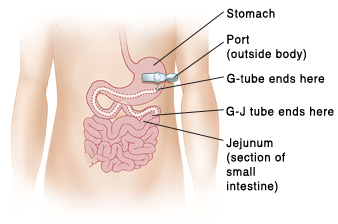 Stomach
Port
(outside body)
G-tube ends here
G-J tube ends here
Jejunum
(section of
small
intestine)